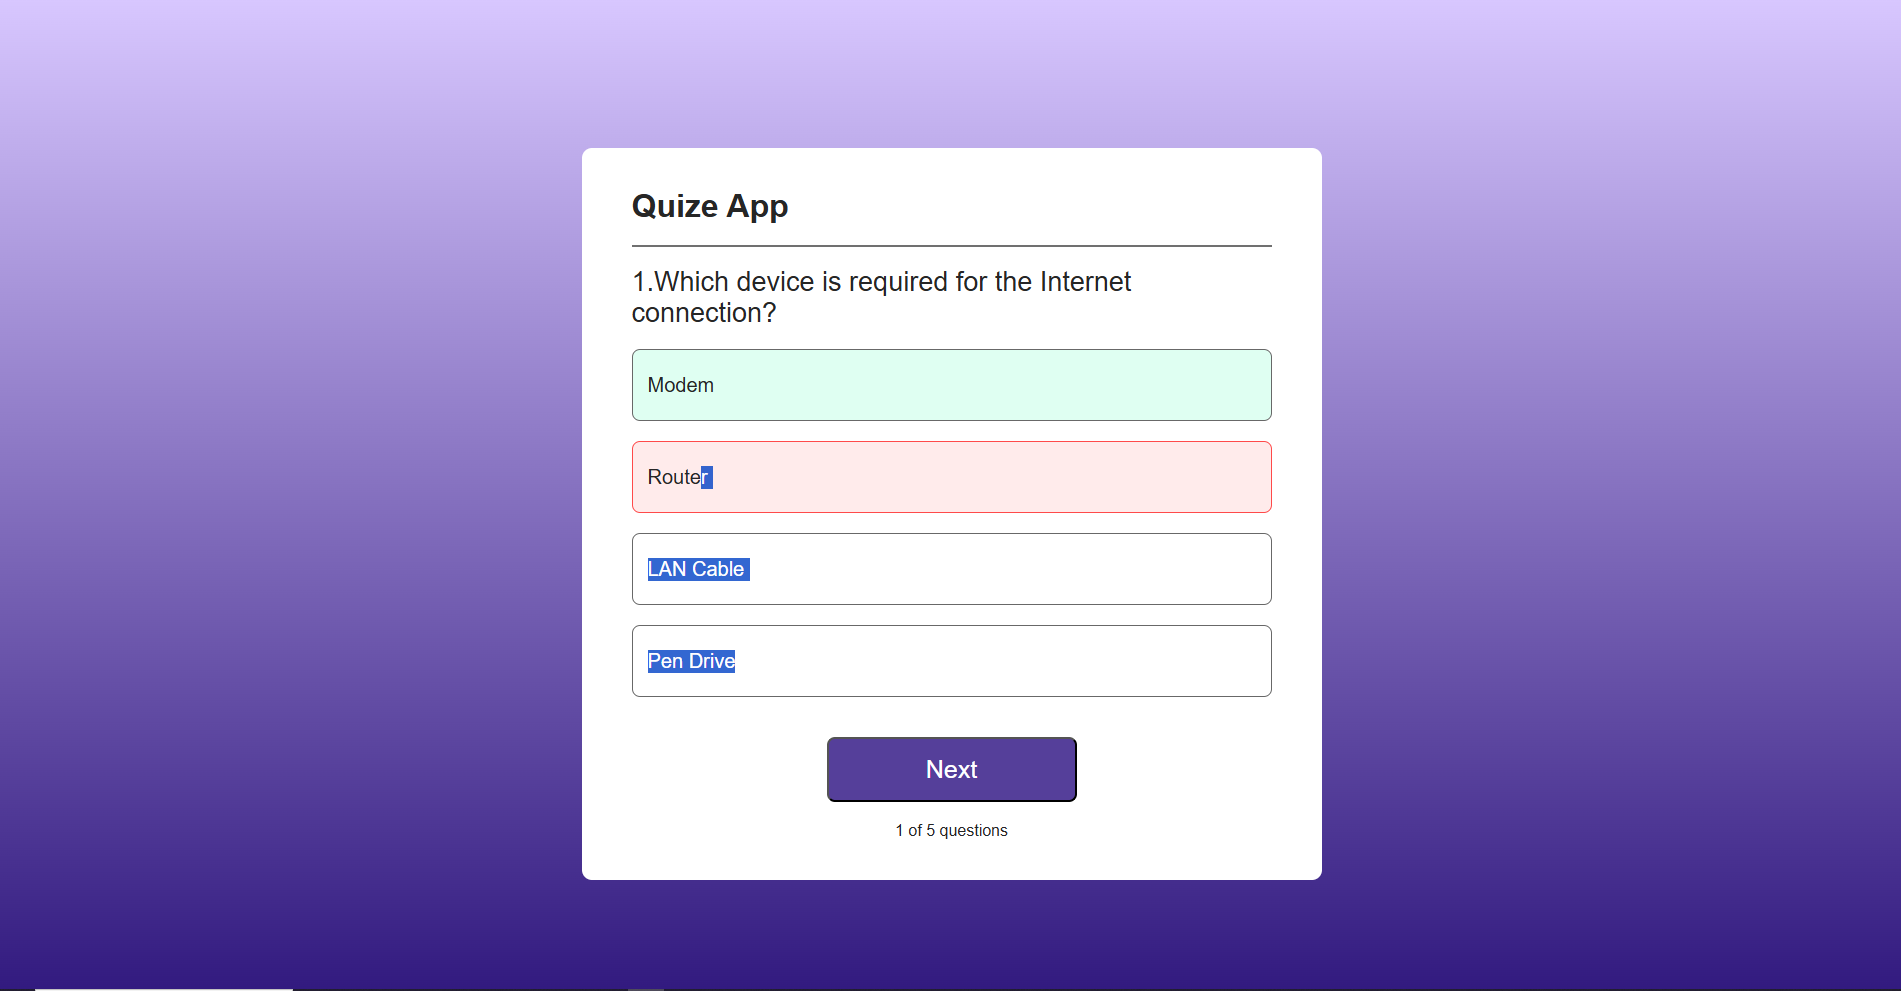 Quize App
1.Which device is required for the Internet
connection?
Modem
Router
LAN Cable
Pen Drive
Next
1 of 5 questions